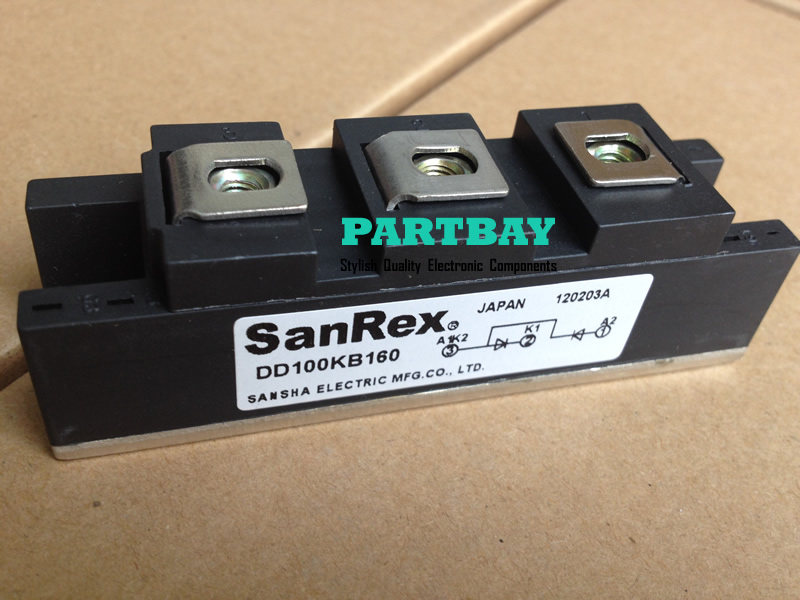 PARTBAY
Stylish Quality Electronic Components
SanRex® JAPAN 120203A
DD100KB160
A1K2 K1 A2
3 2 1
SANSHA ELECTRIC MFG.CO., LTD.